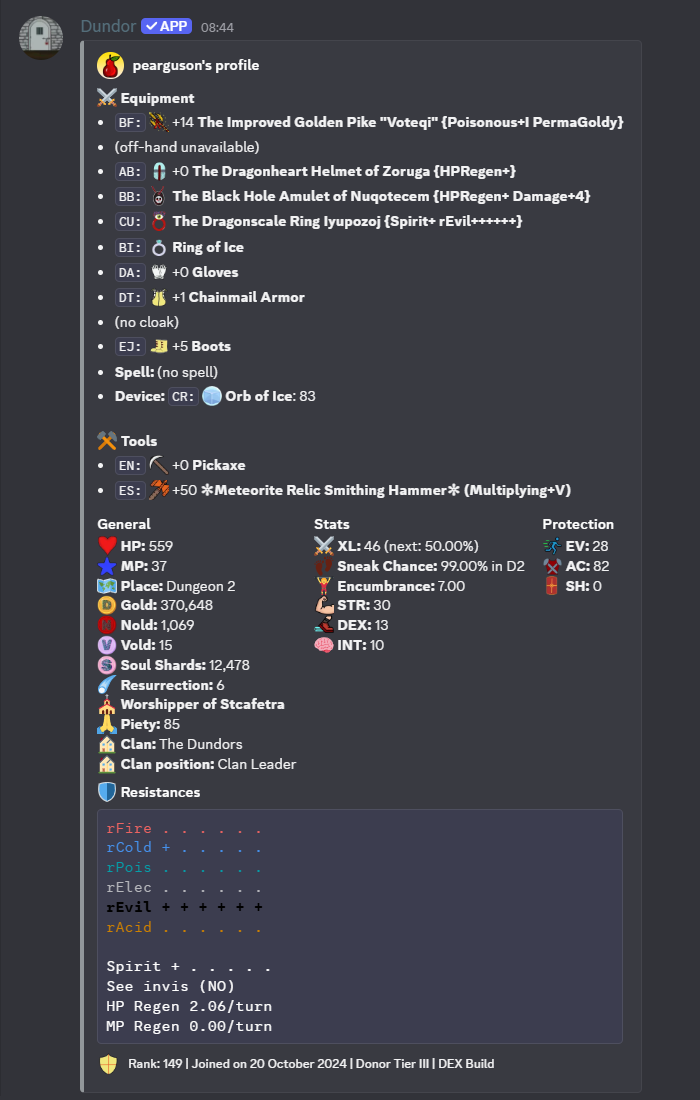 Dundor ✓ APP 08:44
pearguson's profile
Equipment
• BF: +14 The Improved Golden Pike "Voteqi" {Poisonous+I PermaGoldy}
• (off-hand unavailable)
• AB: +0 The Dragonheart Helmet of Zoruga {HPRegen+}
• BB: The Black Hole Amulet of Nuqotecem {HPRegen+ Damage+4}
• CU: The Dragonscale Ring Iyupozoj {Spirit+ rEvil++++++}
• BI: Ring of Ice
• DA: +0 Gloves
• DT: +1 Chainmail Armor
• (no cloak)
• EJ: +5 Boots
• Spell: (no spell)
• Device: CR: Orb of Ice: 83
Tools
• EN: +0 Pickaxe
• ES: +50 ✲Meteorite Relic Smithing Hammer✲ (Multiplying+V)
General
HP: 559
MP: 37
Place: Dungeon 2
Gold: 370,648
Nold: 1,069
Vold: 15
Soul Shards: 12,478
Resurrection: 6
Worshipper of Stcafetra
Piety: 85
Clan: The Dundors
Clan position: Clan Leader
Stats
XL: 46 (next: 50.00%)
Sneak Chance: 99.00% in D2
Encumbrance: 7.00
STR: 30
DEX: 13
INT: 10
Protection
EV: 28
AC: 82
SH: 0
Resistances
rFire . . . . . .
rCold + . . . . .
rPois . . . . . .
rElec . . . . . .
rEvil + + + + + +
rAcid . . . . . .
Spirit + . . . . .
See invis (NO)
HP Regen 2.06/turn
MP Regen 0.00/turn
Rank: 149 | Joined on 20 October 2024 | Donor Tier III | DEX Build